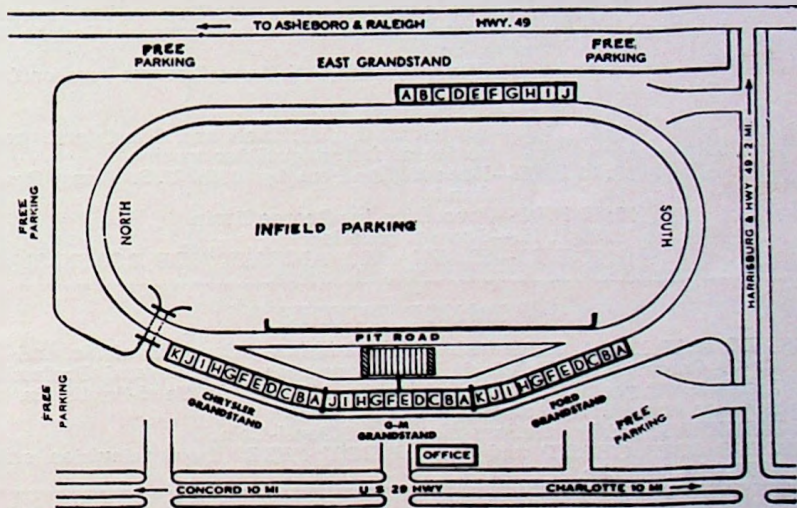 TO ASHEBORO & RALEIGH HWY. 49
FREE
PARKING
FREE
PARKING
EAST GRANDSTAND
A B C D E F G H I J
FREE
PARKING
NORTH
INFIELD PARKING
SOUTH
HARRISBURG & HWY 49 - 2 MI.
PIT ROAD
K J I H G F E D C B A
J I H G F E D C B A
K J I H G F E D C B A
CHRYSLER
GRANDSTAND
G-M
GRANDSTAND
FORD
GRANDSTAND
FREE
PARKING
FREE
PARKING
OFFICE
CONCORD 10 MI
U S 29 HWY
CHARLOTTE 10 MI